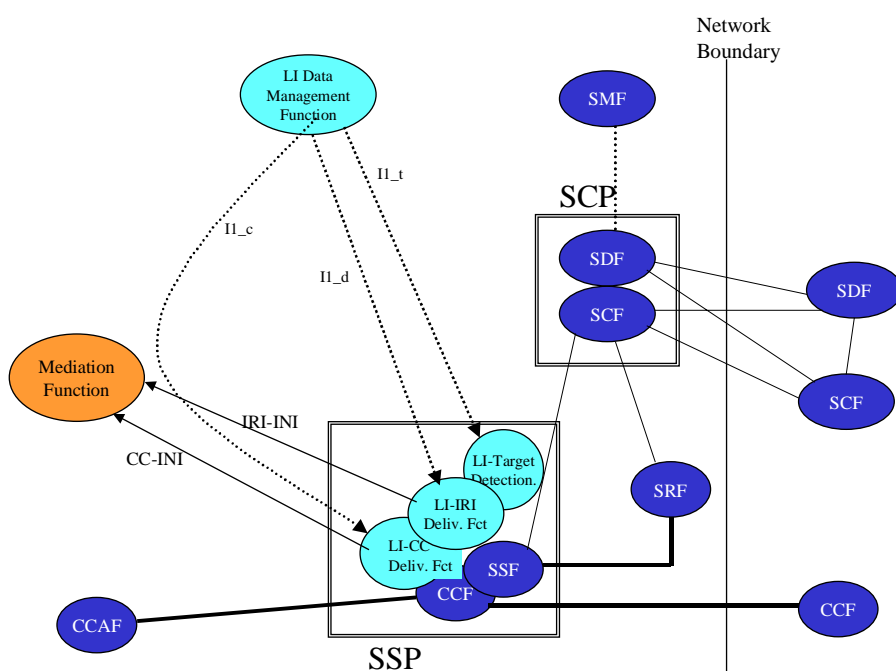 Network
Boundary
LI Data
Management
Function
SMF
I1_t
SCP
I1_c
SDF
I1_d
SDF
SCF
Mediation
Function
SCF
IRI-INI
CC-INI
LI-Target
Detection.
SRF
LI-IRI
Deliv. Fct
LI-CC
Deliv. Fct
SSF
CCF
CCF
CCAF
SSP